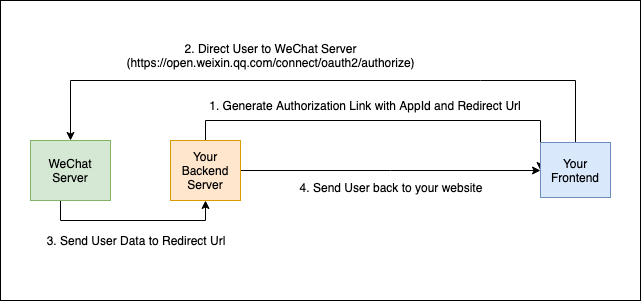 2. Direct User to WeChat Server
(https://open.weixin.qq.com/connect/oauth2/authorize)
1. Generate Authorization Link with AppId and Redirect Url
WeChat
Server
Your
Backend
Server
Your
Frontend
4. Send User back to your website
3. Send User Data to Redirect Url